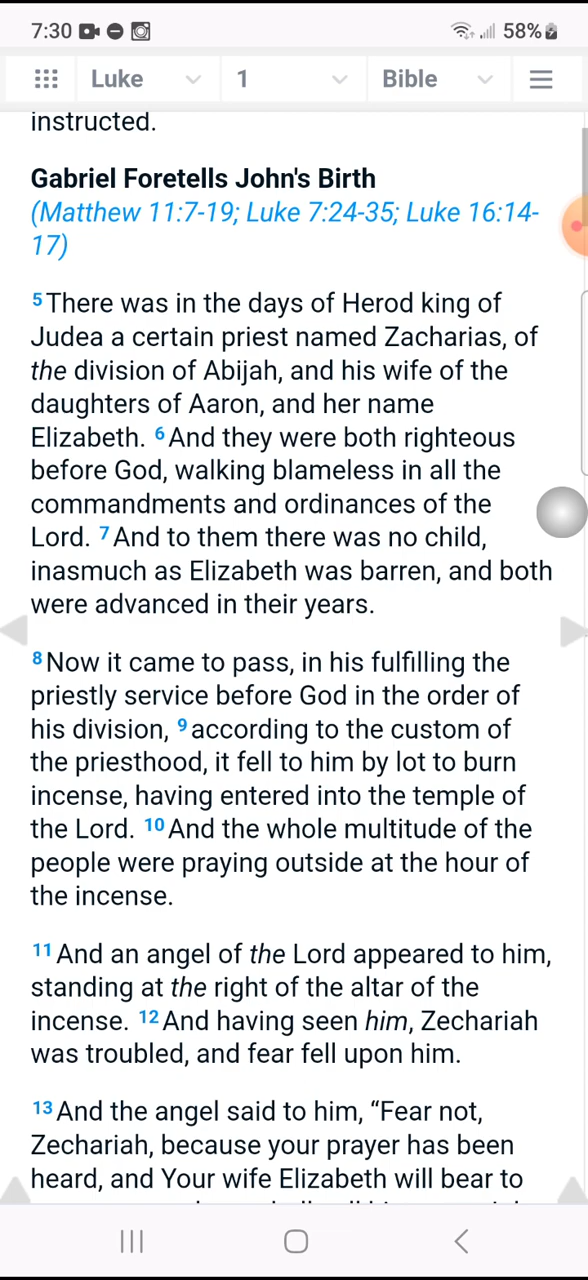 7:30 58%
Luke 1 Bible
instructed.
Gabriel Foretells John's Birth
(Matthew 11:7-19; Luke 7:24-35; Luke 16:14-
17)
5 There was in the days of Herod king of
Judea a certain priest named Zacharias, of
the division of Abijah, and his wife of the
daughters of Aaron, and her name
Elizabeth. 6 And they were both righteous
before God, walking blameless in all the
commandments and ordinances of the
Lord. 7 And to them there was no child,
inasmuch as Elizabeth was barren, and both
were advanced in their years.
8 Now it came to pass, in his fulfilling the
priestly service before God in the order of
his division, 9 according to the custom of
the priesthood, it fell to him by lot to burn
incense, having entered into the temple of
the Lord. 10 And the whole multitude of the
people were praying outside at the hour of
the incense.
11 And an angel of the Lord appeared to him,
standing at the right of the altar of the
incense. 12 And having seen him, Zechariah
was troubled, and fear fell upon him.
13 And the angel said to him, “Fear not,
Zechariah, because your prayer has been
heard, and Your wife Elizabeth will bear to